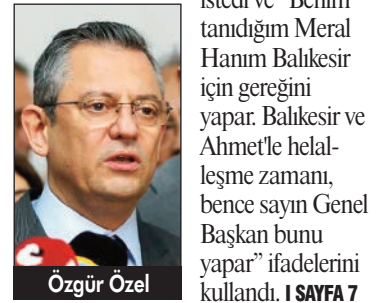 istedi ve "Benim
tanıdığım Meral
Hanım Balıkesir
için gereğini
yapar. Balıkesir ve
Ahmet'le helal-
leşme zamanı,
bence sayın Genel
Başkan bunu
yapar" ifadelerini
kullandı. I SAYFA 7
Özgür Özel